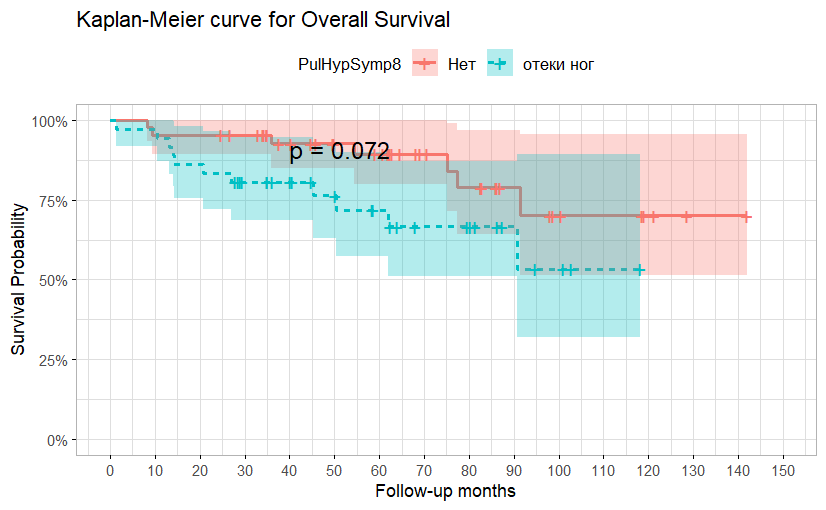 Kaplan-Meier curve for Overall Survival
PulHypSymp8 Нет отеки ног
100%
75%
50%
25%
0%
Survival Probability
p = 0.072
0 10 20 30 40 50 60 70 80 90 100 110 120 130 140 150
Follow-up months